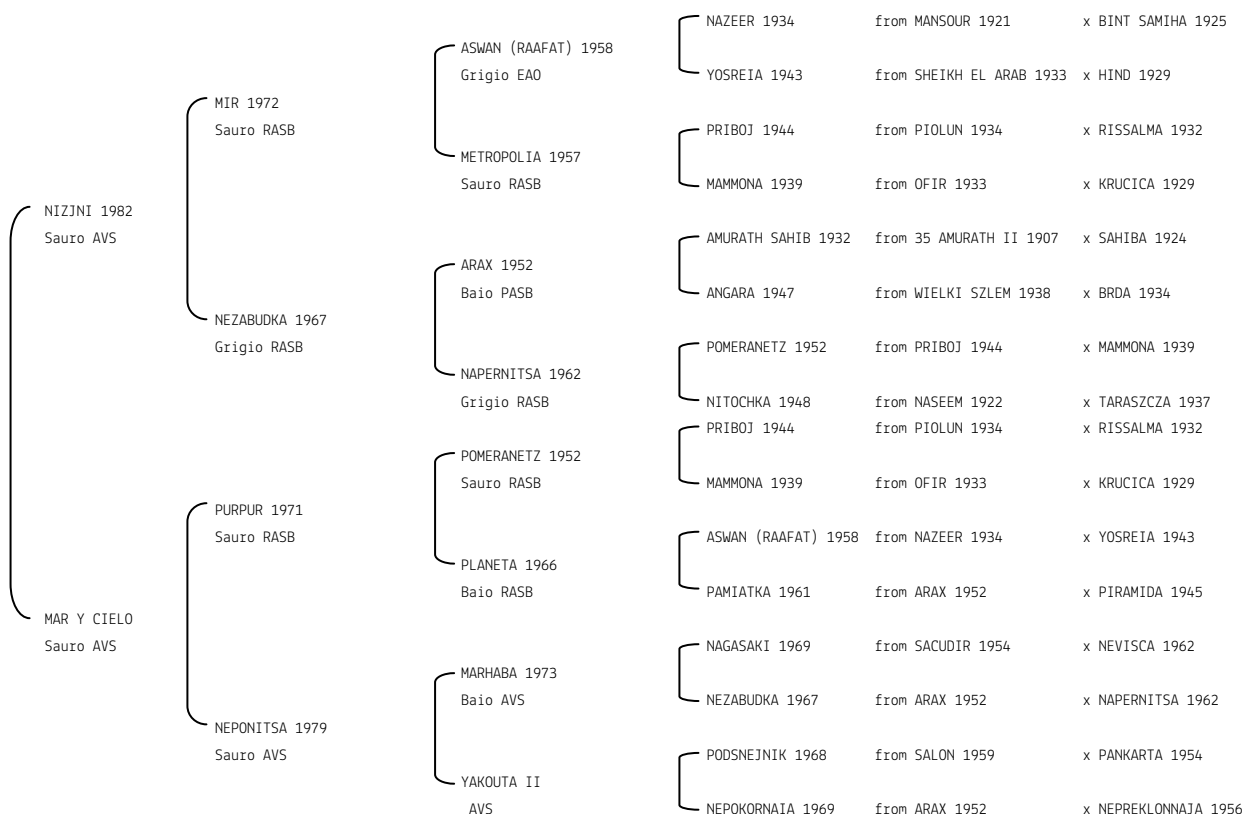 NAZEER 1934 from MANSOUR 1921 x BINT SAMIHA 1925
ASWAN (RAAFAT) 1958
Grigio EAO
YOSREIA 1943 from SHEIKH EL ARAB 1933 x HIND 1929
MIR 1972
Sauro RASB
PRIBOJ 1944 from PIOLUN 1934 x RISSALMA 1932
METROPOLIA 1957
Sauro RASB
MAMMONA 1939 from OFIR 1933 x KRUCICA 1929
NIZJNI 1982
Sauro AVS
AMURATH SAHIB 1932 from 35 AMURATH II 1907 x SAHIBA 1924
ARAX 1952
Baio PASB
ANGARA 1947 from WIELKI SZLEM 1938 x BRDA 1934
NEZABUDKA 1967
Grigio RASB
POMERANETZ 1952 from PRIBOJ 1944 x MAMMONA 1939
NAPERNITSA 1962
Grigio RASB
NITOCHKA 1948 from NASEEM 1922 x TARASZCZA 1937
PRIBOJ 1944 from PIOLUN 1934 x RISSALMA 1932
POMERANETZ 1952
Sauro RASB
MAMMONA 1939 from OFIR 1933 x KRUCICA 1929
PURPUR 1971
Sauro RASB
ASWAN (RAAFAT) 1958 from NAZEER 1934 x YOSREIA 1943
PLANETA 1966
Baio RASB
PAMIATKA 1961 from ARAX 1952 x PIRAMIDA 1945
MAR Y CIELO
Sauro AVS
NAGASAKI 1969 from SACUDIR 1954 x NEVISCA 1962
MARHABA 1973
Baio AVS
NEZABUDKA 1967 from ARAX 1952 x NAPERNITSA 1962
NEPONITSA 1979
Sauro AVS
PODSNEJNIK 1968 from SALON 1959 x PANKARTA 1954
YAKOUTA II
AVS
NEPOKORNAIA 1969 from ARAX 1952 x NEPREKLONNAJA 1956